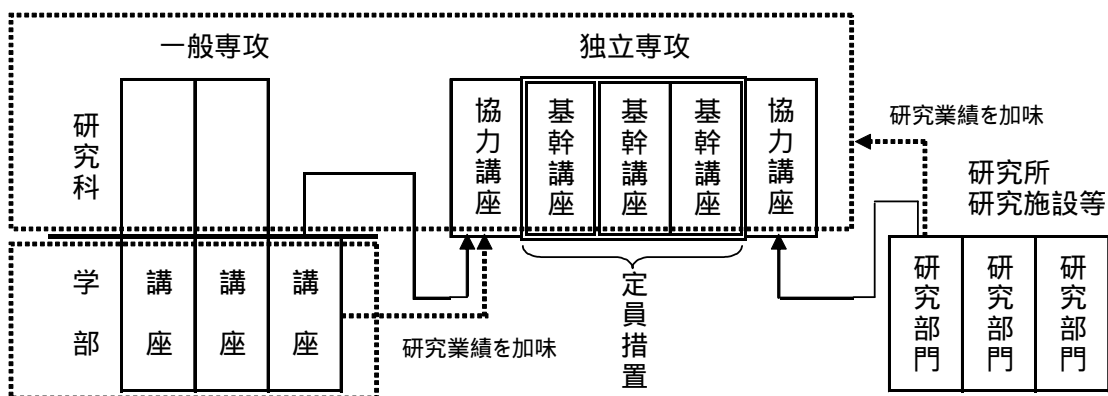 一般専攻
独立専攻
研究科
協力講座
基幹講座
基幹講座
基幹講座
協力講座
研究業績を加味
研究所
研究施設等
学部
講座
講座
講座
研究業績を加味
定員措置
研究部門
研究部門
研究部門